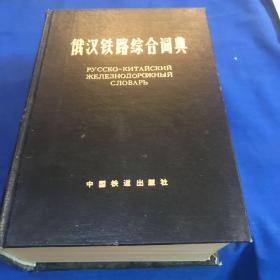 俄汉铁路综合词典
РУССКО-КИТАЙСКИЙ
ЖЕЛЕЗНОДОРОЖНЫЙ
СЛОВАРЬ
中国铁道出版社